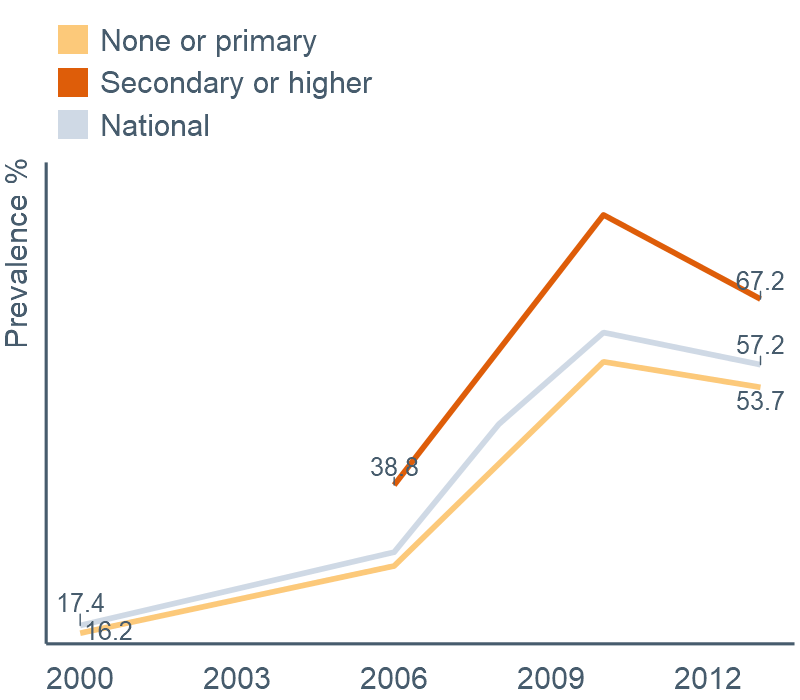 None or primary
Secondary or higher
National
Prevalence %
67.2
57.2
53.7
38.8
17.4
16.2
2000 2003 2006 2009 2012